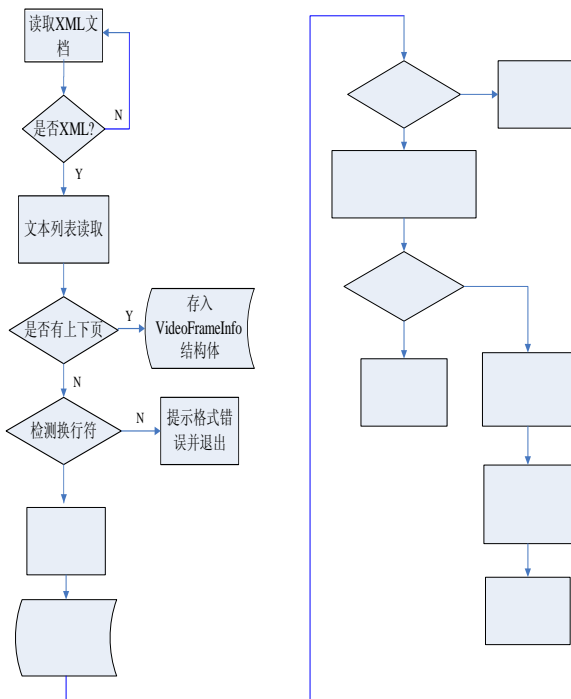 读取XML文
档
是否XML?
N
Y
文本列表读取
是否有上下页
Y
存入
VideoFrameInfo
结构体
N
检测换行符
N
提示格式错
误并退出